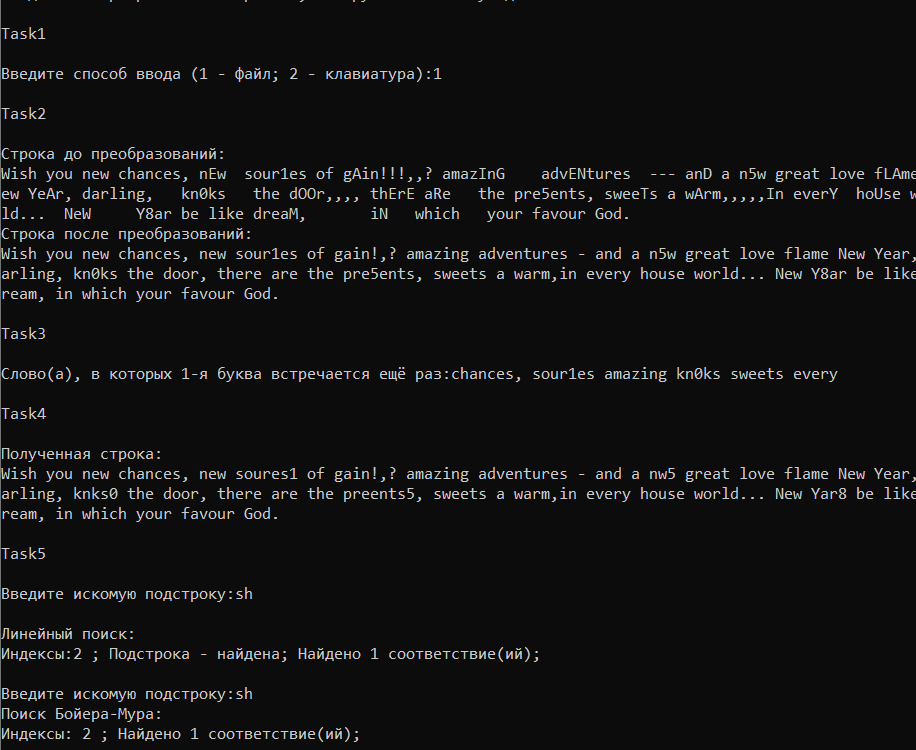 Task1
Введите способ ввода (1 - файл; 2 - клавиатура):1
Task2
Строка до преобразований:
Wish you new chances, nEw  sour1es of gAin!!!,,? amazInG    advENtures  --- anD a n5w great love fLAme
ew YeAr, darling,   kn0ks   the dOOr,,,, thErE aRe   the pre5ents, sweeTs a wArm,,,,,In everY  hoUse w
ld...  NeW     Y8ar be like dreaM,       iN   which   your favour God.
Строка после преобразований:
Wish you new chances, new sour1es of gain!,? amazing adventures - and a n5w great love flame New Year,
arling, kn0ks the door, there are the pre5ents, sweets a warm,in every house world... New Y8ar be like
ream, in which your favour God.
Task3
Слово(а), в которых 1-я буква встречается ещё раз:chances, sour1es amazing kn0ks sweets every
Task4
Полученная строка:
Wish you new chances, new soures1 of gain!,? amazing adventures - and a nw5 great love flame New Year,
arling, knks0 the door, there are the preents5, sweets a warm,in every house world... New Yar8 be like
ream, in which your favour God.
Task5
Введите искомую подстроку:sh
Линейный поиск:
Индексы:2 ; Подстрока - найдена; Найдено 1 соответствие(ий);
Введите искомую подстроку:sh
Поиск Бойера-Мура:
Индексы: 2 ; Найдено 1 соответствие(ий);